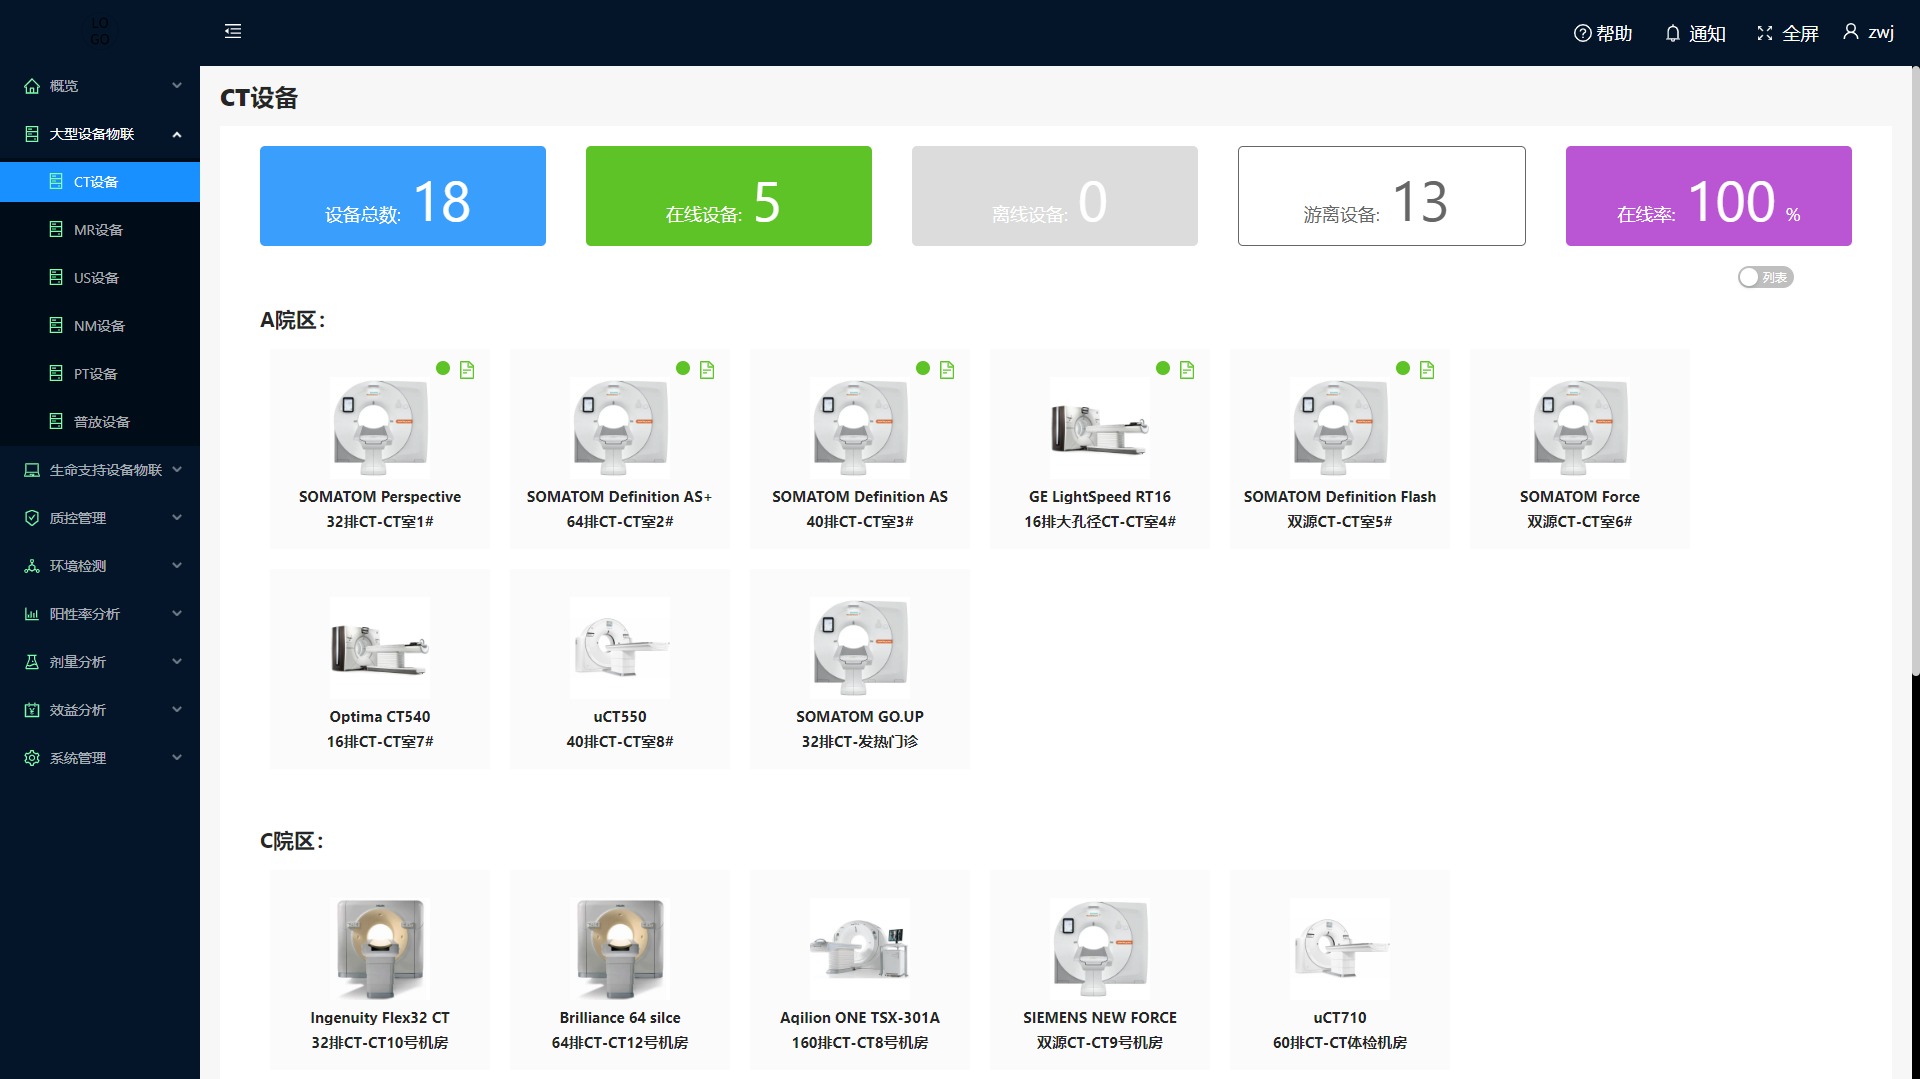 LO
GO
帮助
通知
全屏
zwj
概览
大型设备物联
CT设备
MR设备
US设备
NM设备
PT设备
普放设备
生命支持设备物联
质控管理
环境检测
阳性率分析
剂量分析
效益分析
系统管理
CT设备
设备总数: 18
在线设备: 5
离线设备: 0
游离设备: 13
在线率: 100 %
列表
A院区：
SOMATOM Perspective
32排CT-CT室1#
SOMATOM Definition AS+
64排CT-CT室2#
SOMATOM Definition AS
40排CT-CT室3#
GE LightSpeed RT16
16排大孔径CT-CT室4#
SOMATOM Definition Flash
双源CT-CT室5#
SOMATOM Force
双源CT-CT室6#
Optima CT540
16排CT-CT室7#
uCT550
40排CT-CT室8#
SOMATOM GO.UP
32排CT-发热门诊
C院区：
Ingenuity Flex32 CT
32排CT-CT10号机房
Brilliance 64 silce
64排CT-CT12号机房
Aqilion ONE TSX-301A
160排CT-CT8号机房
SIEMENS NEW FORCE
双源CT-CT9号机房
uCT710
60排CT-CT体检机房